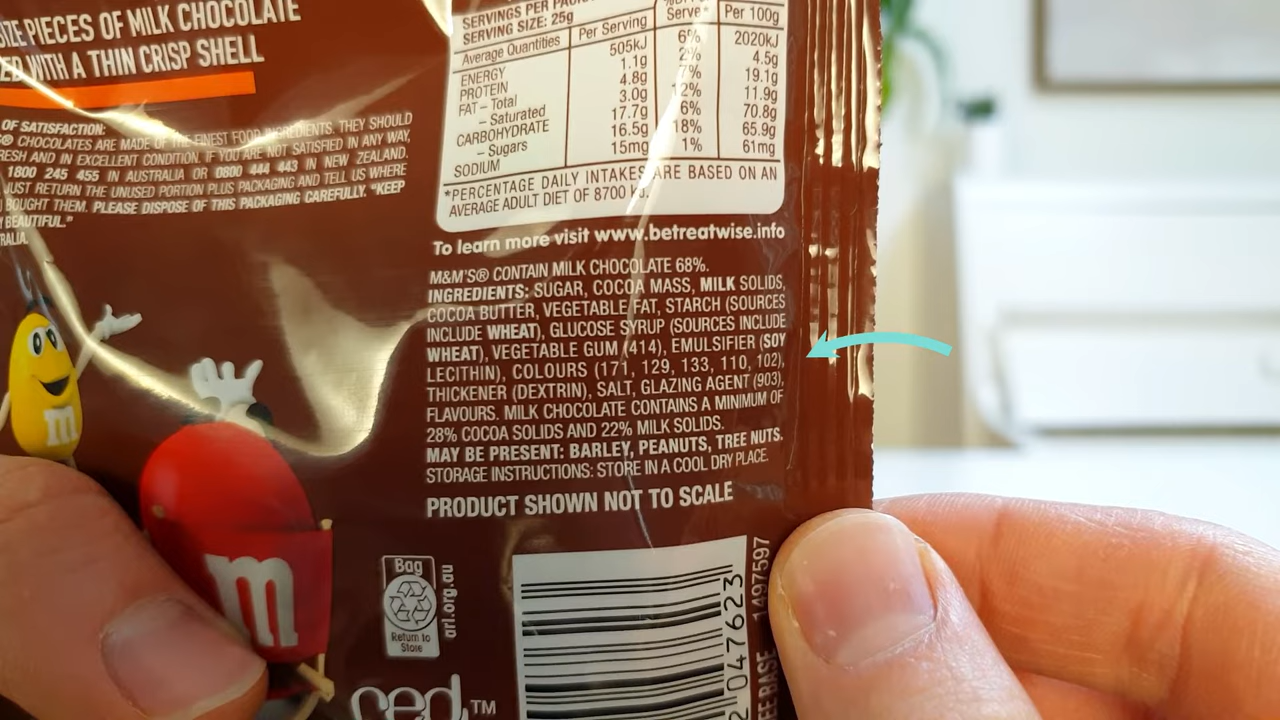 SIZE PIECES OF MILK CHOCOLATE
WITH A THIN CRISP SHELL
OF SATISFACTION:
® CHOCOLATES ARE MADE OF THE FINEST FOOD INGREDIENTS. THEY SHOULD
AND IN EXCELLENT CONDITION. IF YOU ARE NOT SATISFIED IN ANY WAY,
1800 245 455 IN AUSTRALIA OR 0800 444 443 IN NEW ZEALAND.
JUST RETURN THE UNUSED PORTION PLUS PACKAGING AND TELL US WHERE
BOUGHT THEM. PLEASE DISPOSE OF THIS PACKAGING CAREFULLY. "KEEP
BEAUTIFUL."
SERVINGS PER
SERVING SIZE: 25g
Average Quantities Per Serving Serve* Per 100g
ENERGY 505kJ 6% 2020kJ
PROTEIN 1.1g 2% 4.5g
FAT – Total 4.8g 7% 19.1g
– Saturated 3.0g 12% 11.9g
CARBOHYDRATE 17.7g 6% 70.8g
– Sugars 16.5g 18% 65.9g
SODIUM 15mg 1% 61mg
*PERCENTAGE DAILY INTAKES ARE BASED ON AN
AVERAGE ADULT DIET OF 8700 kJ.
To learn more visit www.betreatwise.info
M&M'S® CONTAIN MILK CHOCOLATE 68%.
INGREDIENTS: SUGAR, COCOA MASS, MILK SOLIDS,
COCOA BUTTER, VEGETABLE FAT, STARCH (SOURCES
INCLUDE WHEAT), GLUCOSE SYRUP (SOURCES INCLUDE
WHEAT), VEGETABLE GUM (414), EMULSIFIER (SOY
LECITHIN), COLOURS (171, 129, 133, 110, 102),
THICKENER (DEXTRIN), SALT, GLAZING AGENT (903),
FLAVOURS. MILK CHOCOLATE CONTAINS A MINIMUM OF
28% COCOA SOLIDS AND 22% MILK SOLIDS.
MAY BE PRESENT: BARLEY, PEANUTS, TREE NUTS.
STORAGE INSTRUCTIONS: STORE IN A COOL DRY PLACE.
PRODUCT SHOWN NOT TO SCALE
m
m
Bag
Return to
Store
arl.org.au
red™
2 047623
1497597
BASE